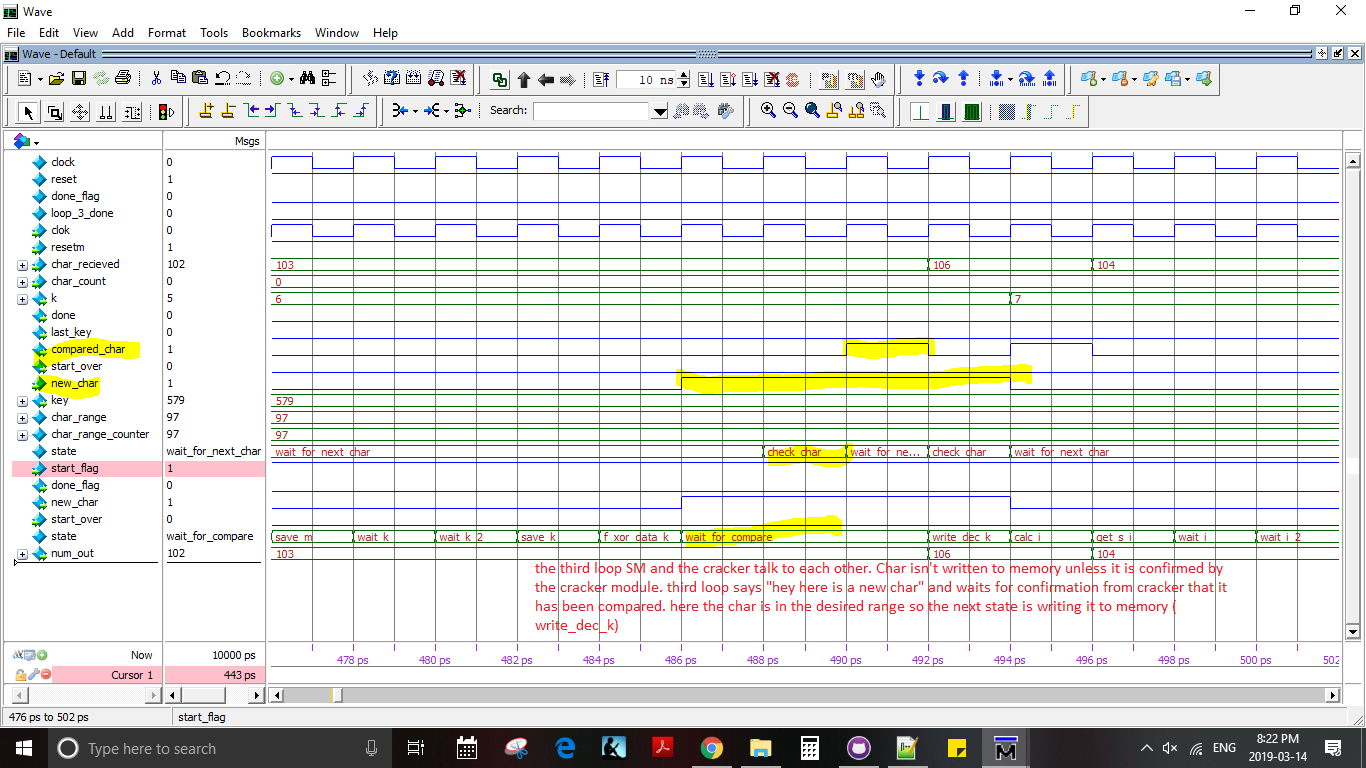 Wave
File Edit View Add Format Tools Bookmarks Window Help
Wave - Default
10 ns
Search:
Msgs
clock 0
reset 1
done_flag 0
loop_3_done 0
clok 0
resetm 1
char_recieved 102 103 106 104
char_count 0 0
k 5 6 7
done 0
last_key 0
compared_char 1
start_over 0
new_char 1
key 579 579
char_range 97 97
char_range_counter 97 97
state wait_for_next_char wait_for_next_char check_char wait_for_ne... check_char wait_for_next_char
start_flag 1
done_flag 0
new_char 1
start_over 0
state wait_for_compare save_m wait_k wait_k_2 save_k f_xor_data_k wait_for_compare write_dec_k calc_i get_s_i wait_i wait_i_2
num_out 102 103 106 104
the third loop SM and the cracker talk to each other. Char isn't written to memory unless it is confirmed by
the cracker module. third loop says "hey here is a new char" and waits for confirmation from cracker that it
has been compared. here the char is in the desired range so the next state is writing it to memory (
write_dec_k)
Now 10000 ps
478 ps 480 ps 482 ps 484 ps 486 ps 488 ps 490 ps 492 ps 494 ps 496 ps 498 ps 500 ps 502
Cursor 1 443 ps
476 ps to 502 ps start_flag
Type here to search
ENG
8:22 PM
2019-03-14